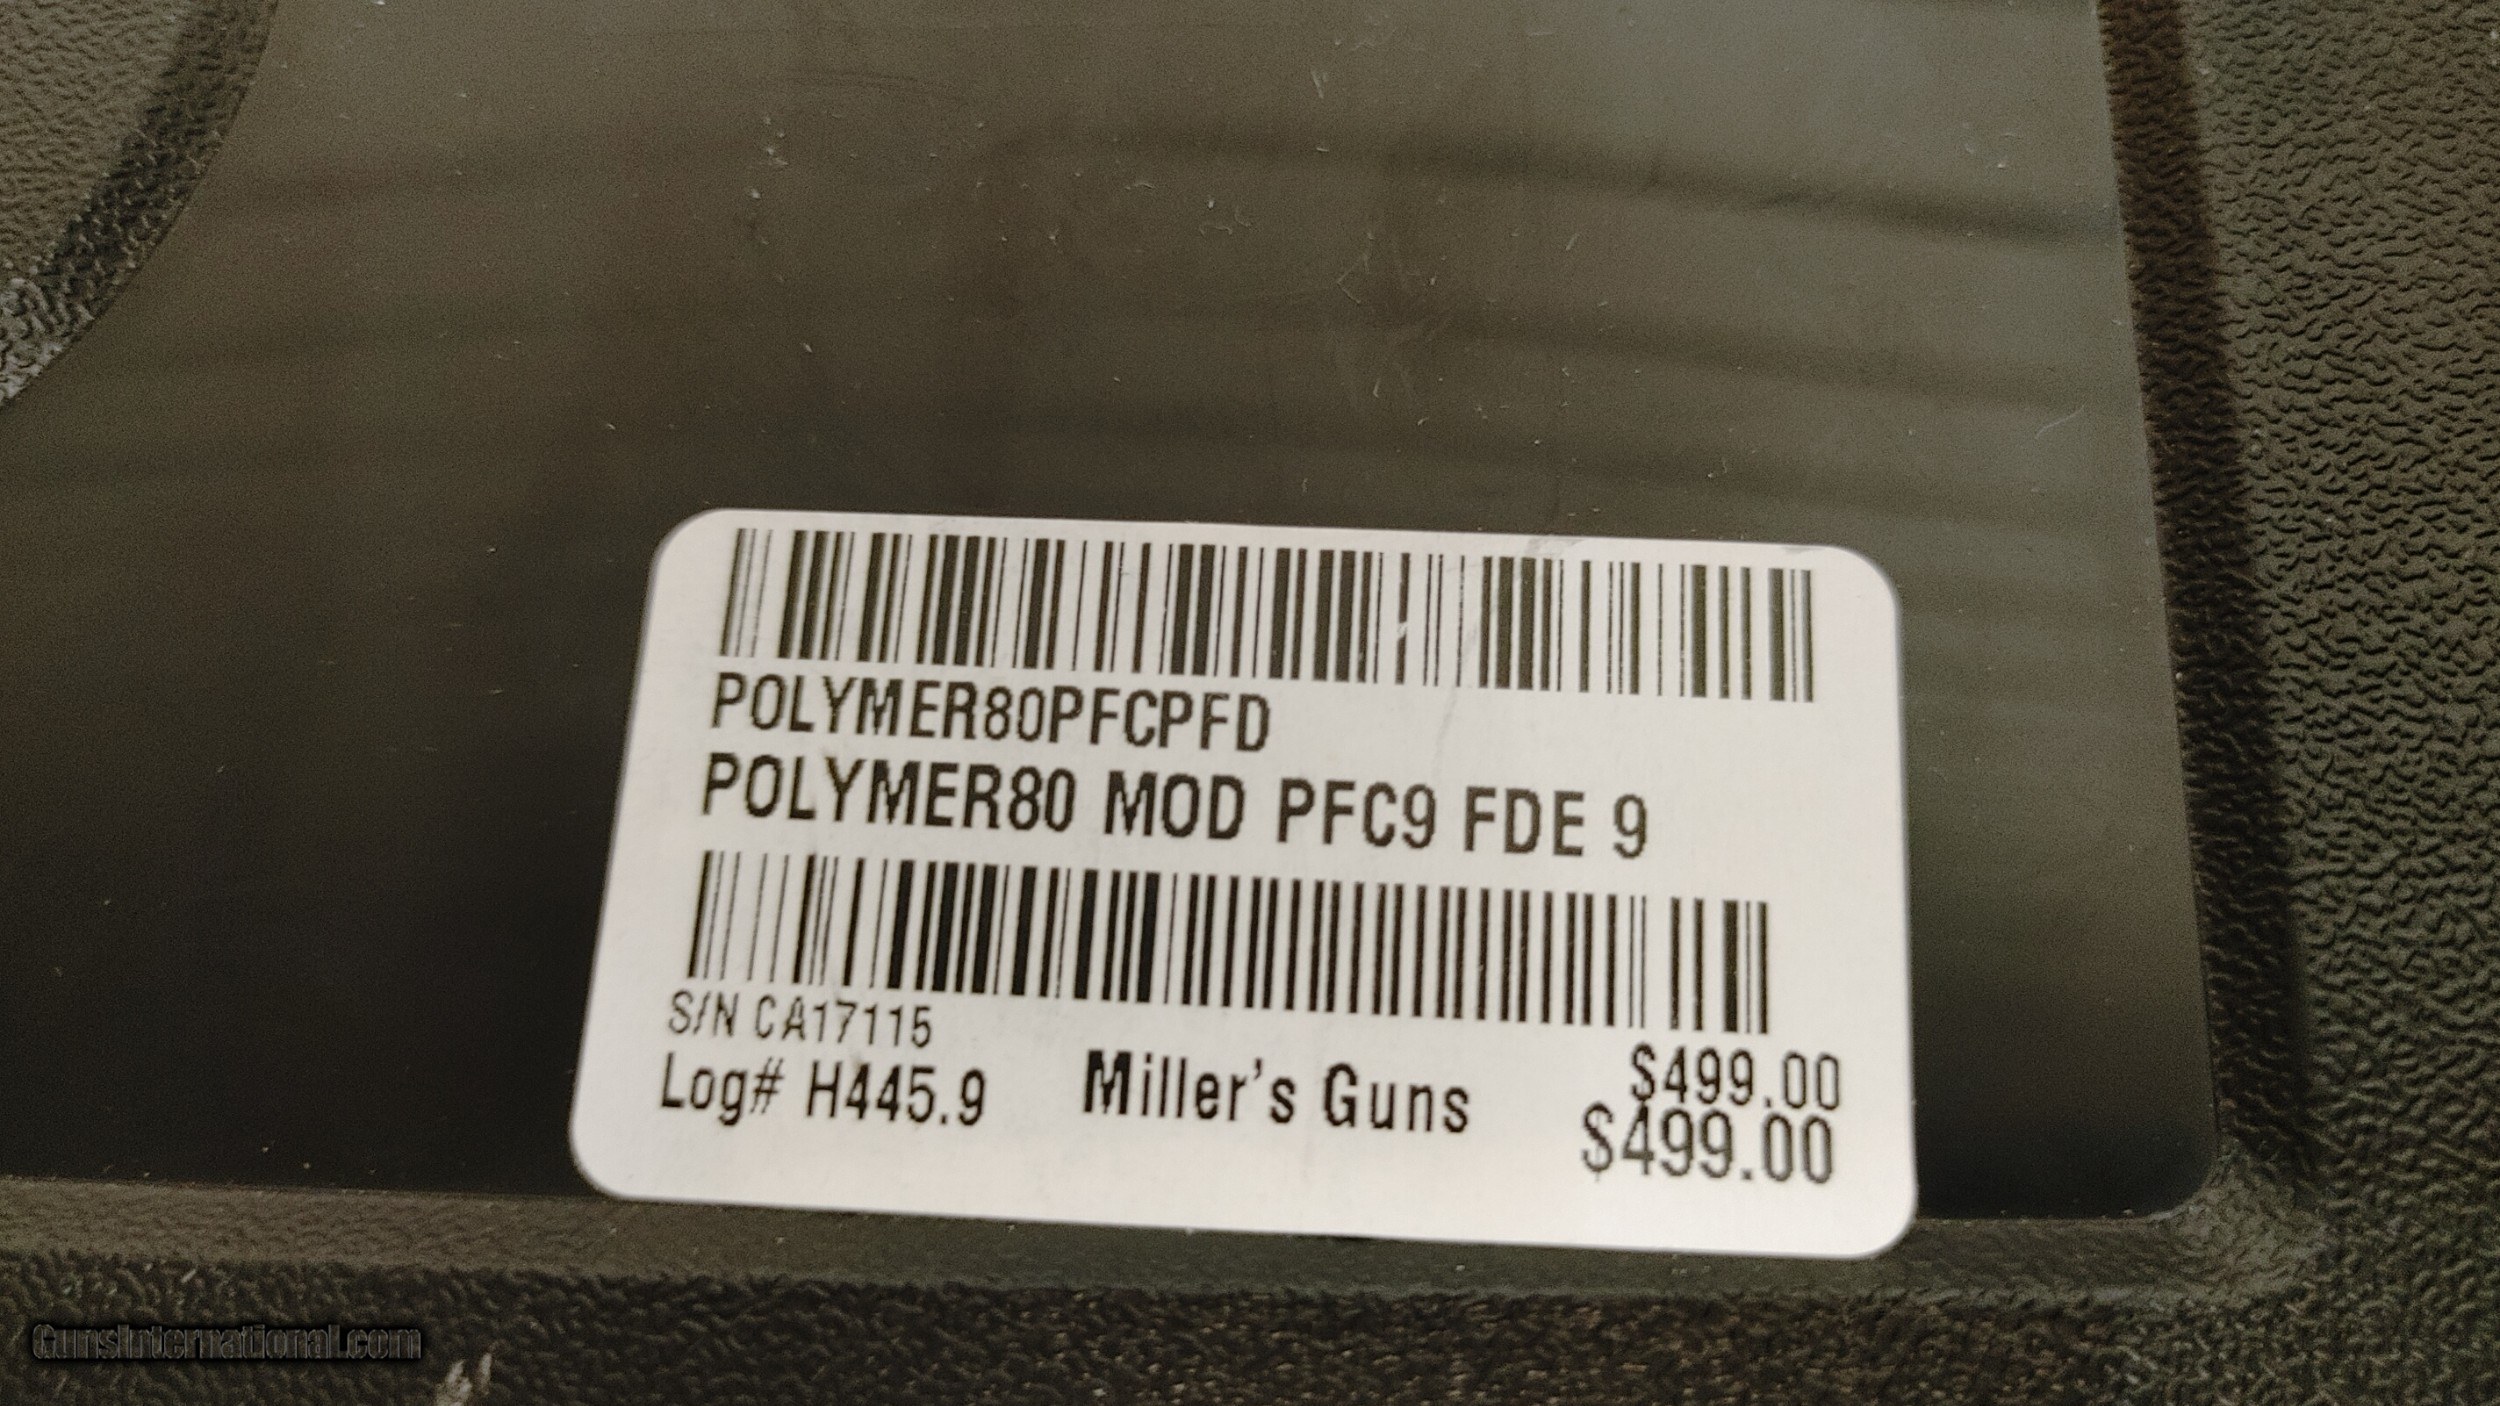 POLYMER80PFCPFD
POLYMER80 MOD PFC9 FDE 9
S/N CA17115
$499.00
Log# H445.9 Miller's Guns $499.00
GunsInternational.com